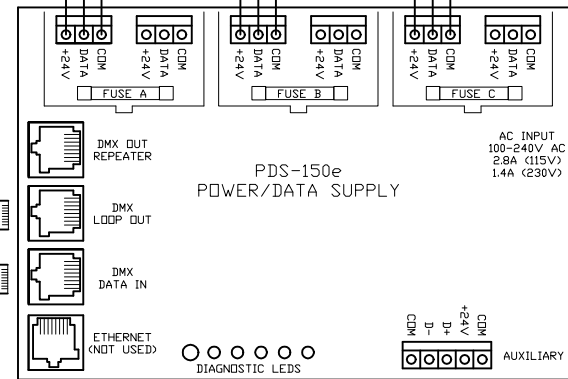 +24V DATA COM +24V DATA COM
FUSE A
+24V DATA COM +24V DATA COM
FUSE B
+24V DATA COM +24V DATA COM
FUSE C
DMX OUT
REPEATER
DMX
LOOP OUT
DMX
DATA IN
ETHERNET
(NOT USED)
PDS-150e
POWER/DATA SUPPLY
AC INPUT
100-240V AC
2.8A (115V)
1.4A (230V)
DIAGNOSTIC LEDS
COM D- D+ +24V COM
AUXILIARY